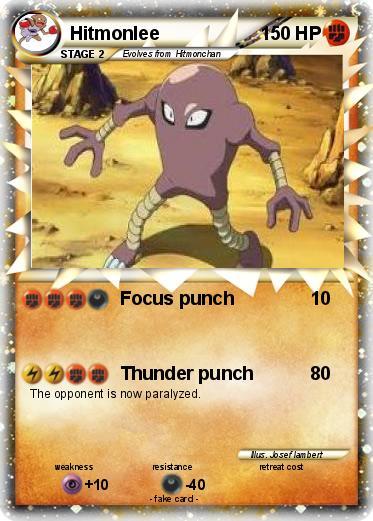 Hitmonlee 150 HP
STAGE 2 Evolves from Hitmonchan
Focus punch 10
Thunder punch 80
The opponent is now paralyzed.
Illus. Josef lambert
weakness resistance retreat cost
+10 -40
- fake card -